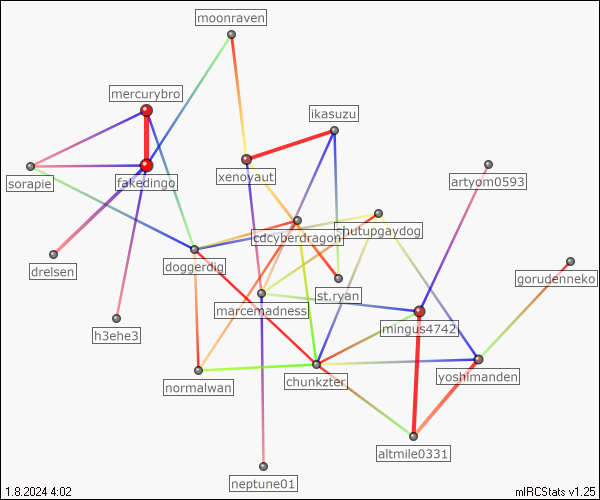 moonraven
mercurybro
ikasuzu
xenoyaut
artyom0593
sorapie
fakedingo
cdcyberdragon
shutupgaydog
drelsen
doggerdig
gorudenneko
st.ryan
marcemadness
h3ehe3
mingus4742
normalwan
chunkzter
yoshimanden
altmile0331
neptune01
1.8.2024 4:02
mIRCStats v1.25